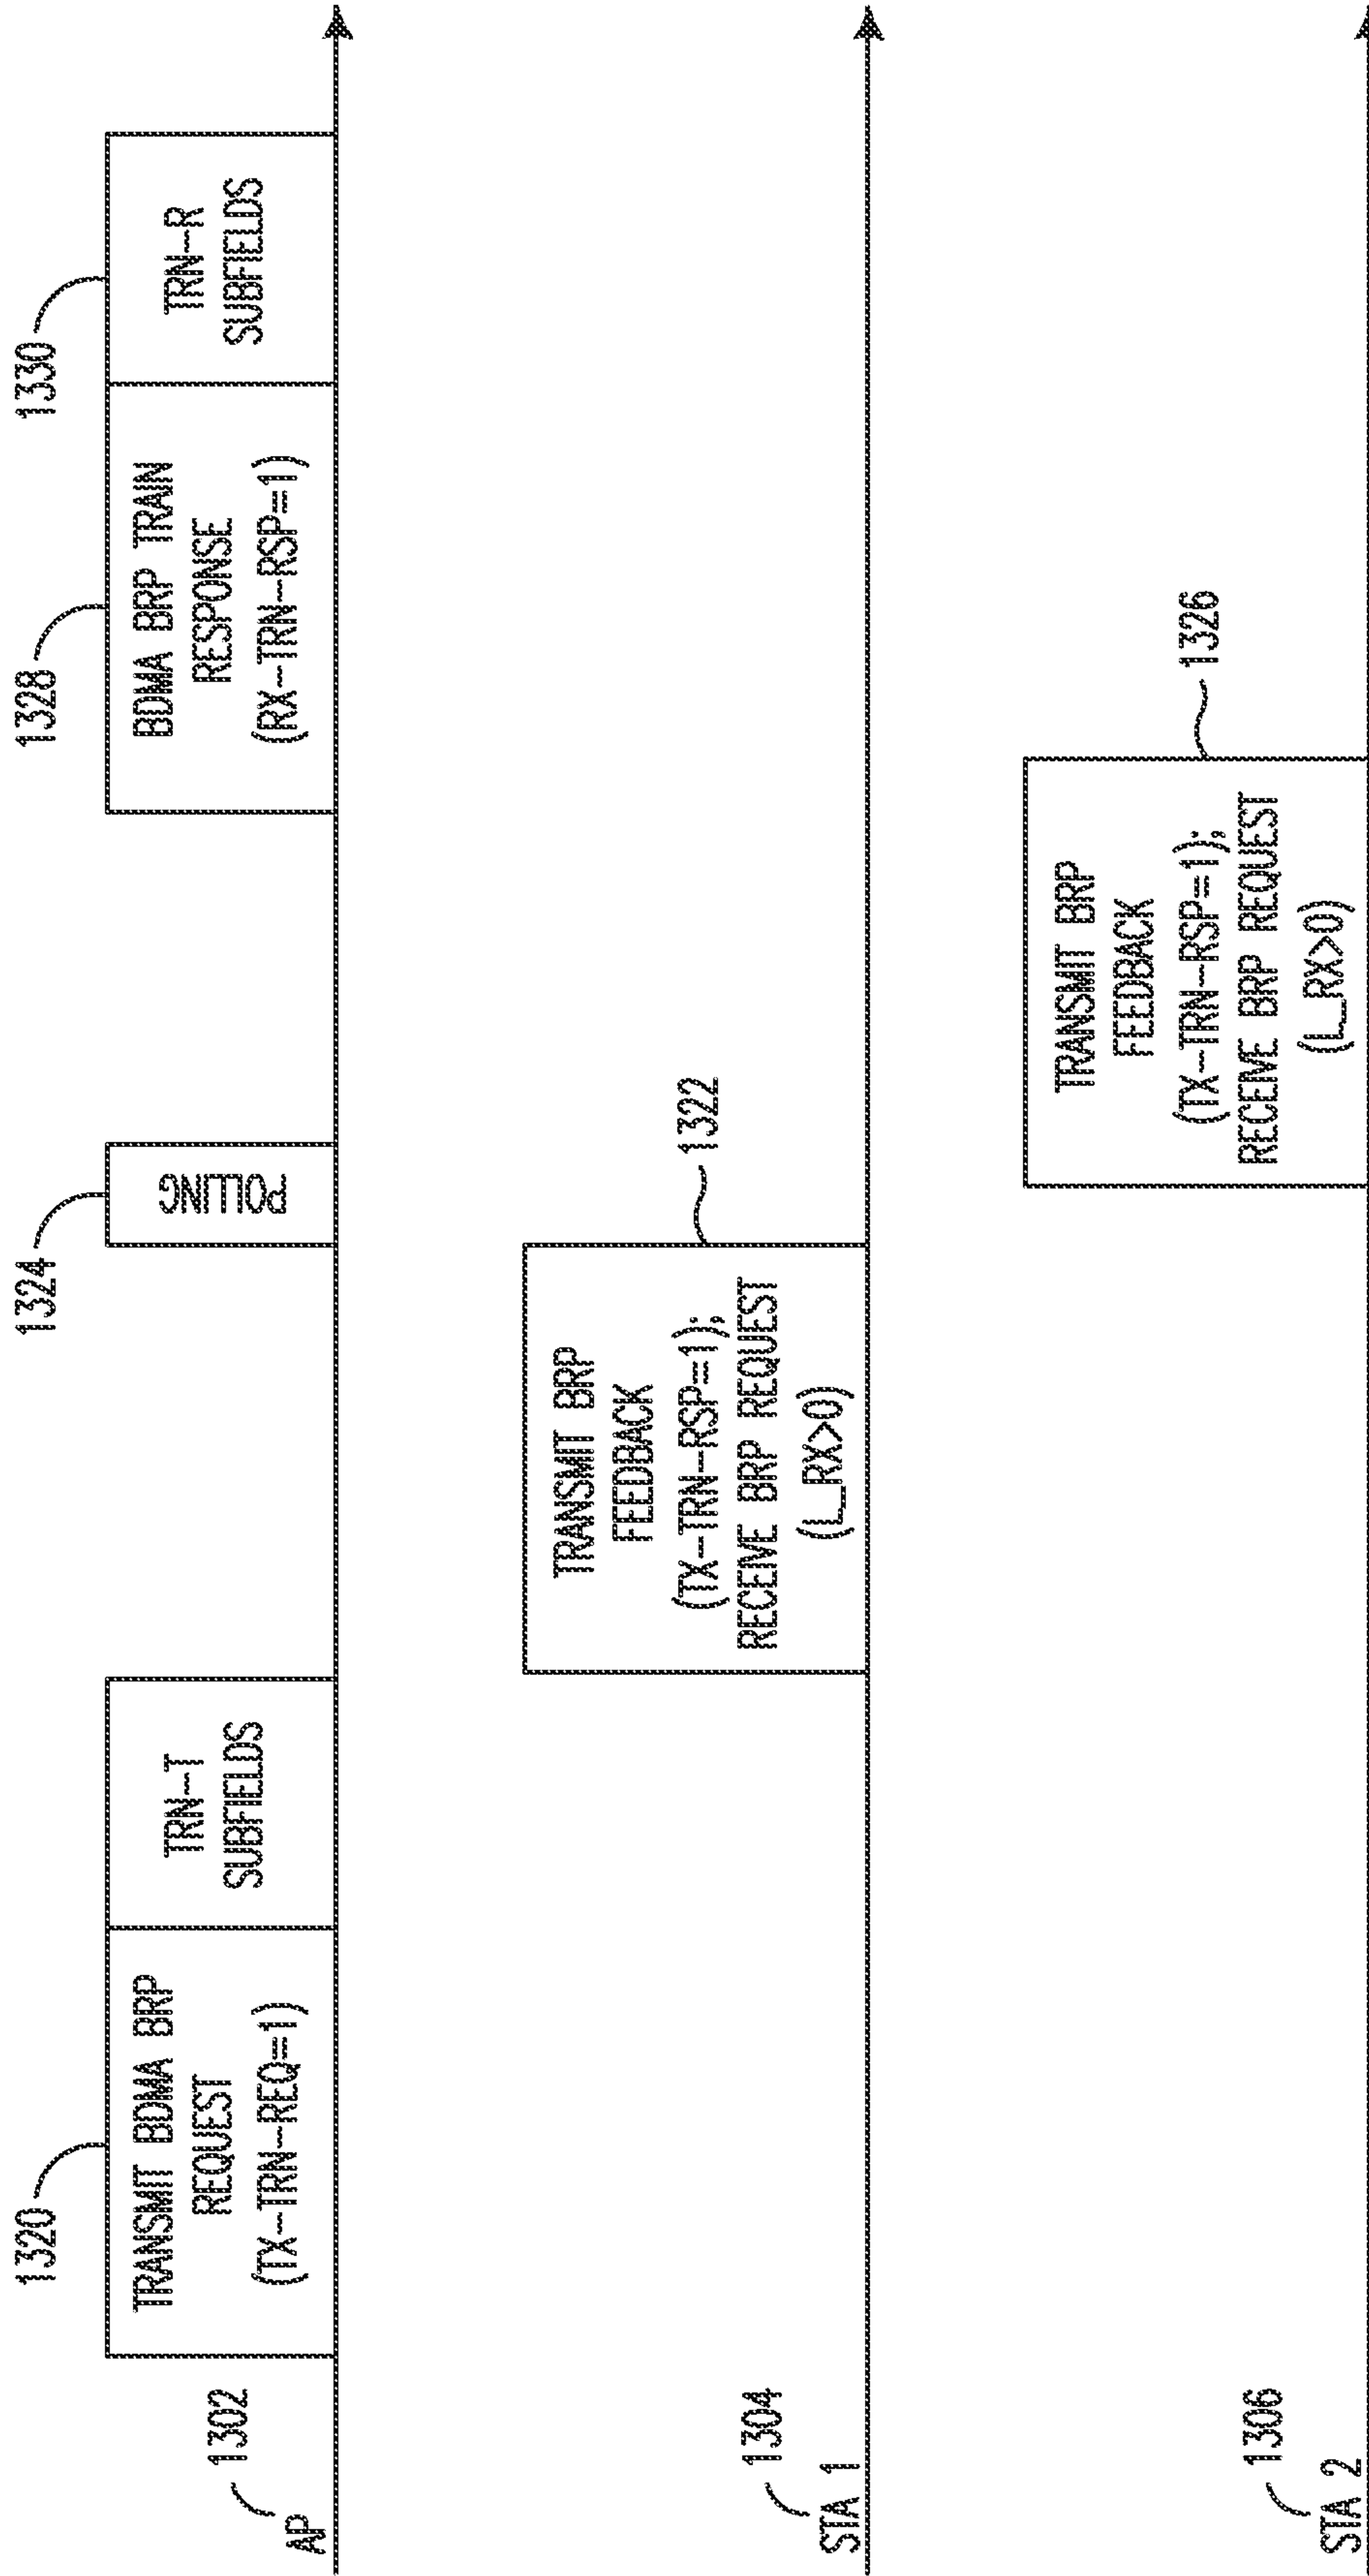 1320
1324
1328
1330
1302
AP
TRANSMIT BDMA BRP
REQUEST
(TX-TRN-REQ=1)
TRN-T
SUBFIELDS
POLLING
BDMA BRP TRAIN
RESPONSE
(RX-TRN-RSP=1)
TRN-R
SUBFIELDS
1304
STA 1
TRANSMIT BRP
FEEDBACK
(TX-TRN-RSP=1);
RECEIVE BRP REQUEST
(L_RX>0)
1322
1306
STA 2
TRANSMIT BRP
FEEDBACK
(TX-TRN-RSP=1);
RECEIVE BRP REQUEST
(L_RX>0)
1326